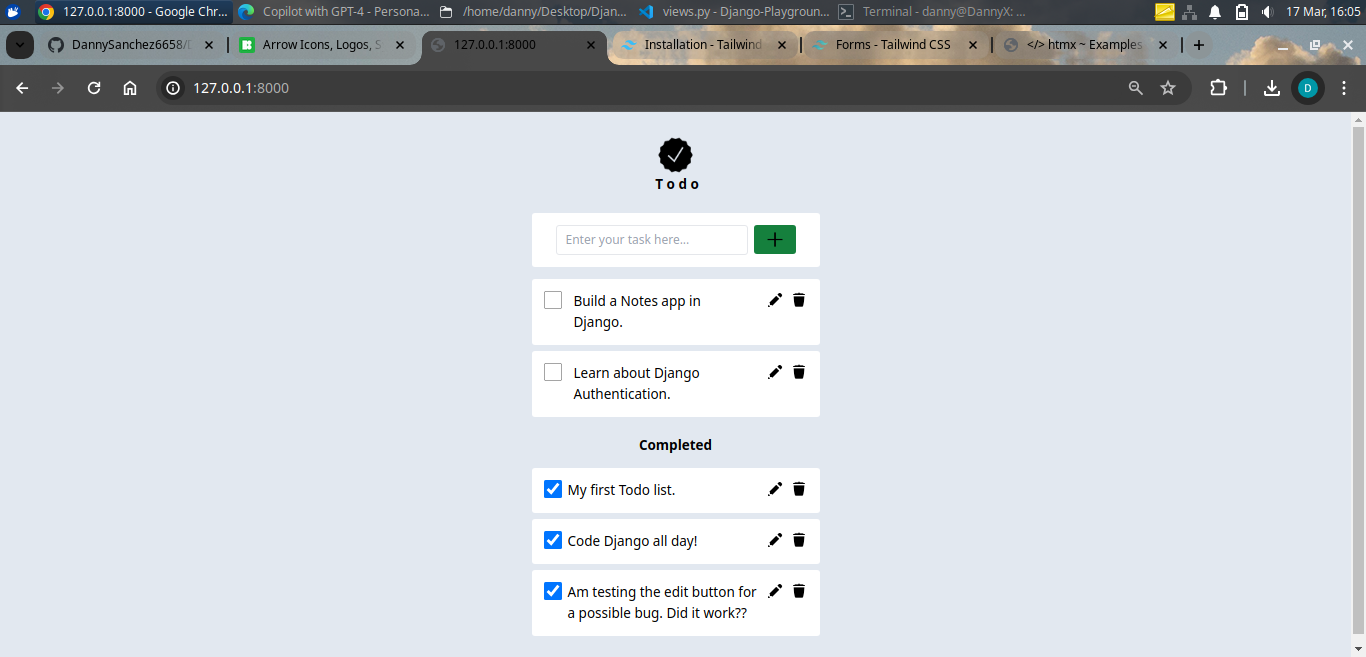 127.0.0.1:8000 - Google Chr... Copilot with GPT-4 - Persona... /home/danny/Desktop/Djan... views.py - Django-Playgroun... Terminal - danny@DannyX: ... 17 Mar, 16:05
DannySanchez6658/D Arrow Icons, Logos, S 127.0.0.1:8000 Installation - Tailwind Forms - Tailwind CSS </> htmx ~ Examples
127.0.0.1:8000 D
Todo
Enter your task here...
Build a Notes app in
Django.
Learn about Django
Authentication.
Completed
My first Todo list.
Code Django all day!
Am testing the edit button for
a possible bug. Did it work??